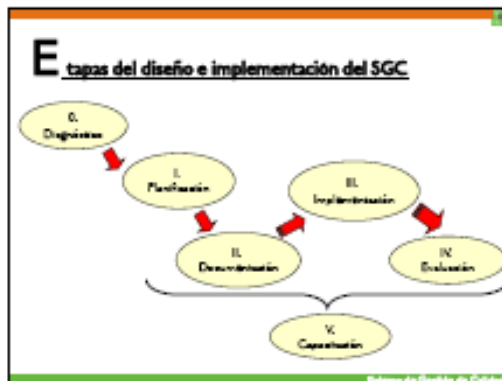 Etapas del diseño e implementación del SGC
0.
Diagnóstico
I.
Planificación
III.
Implementación
II.
Documentación
IV.
Evaluación
V.
Capacitación